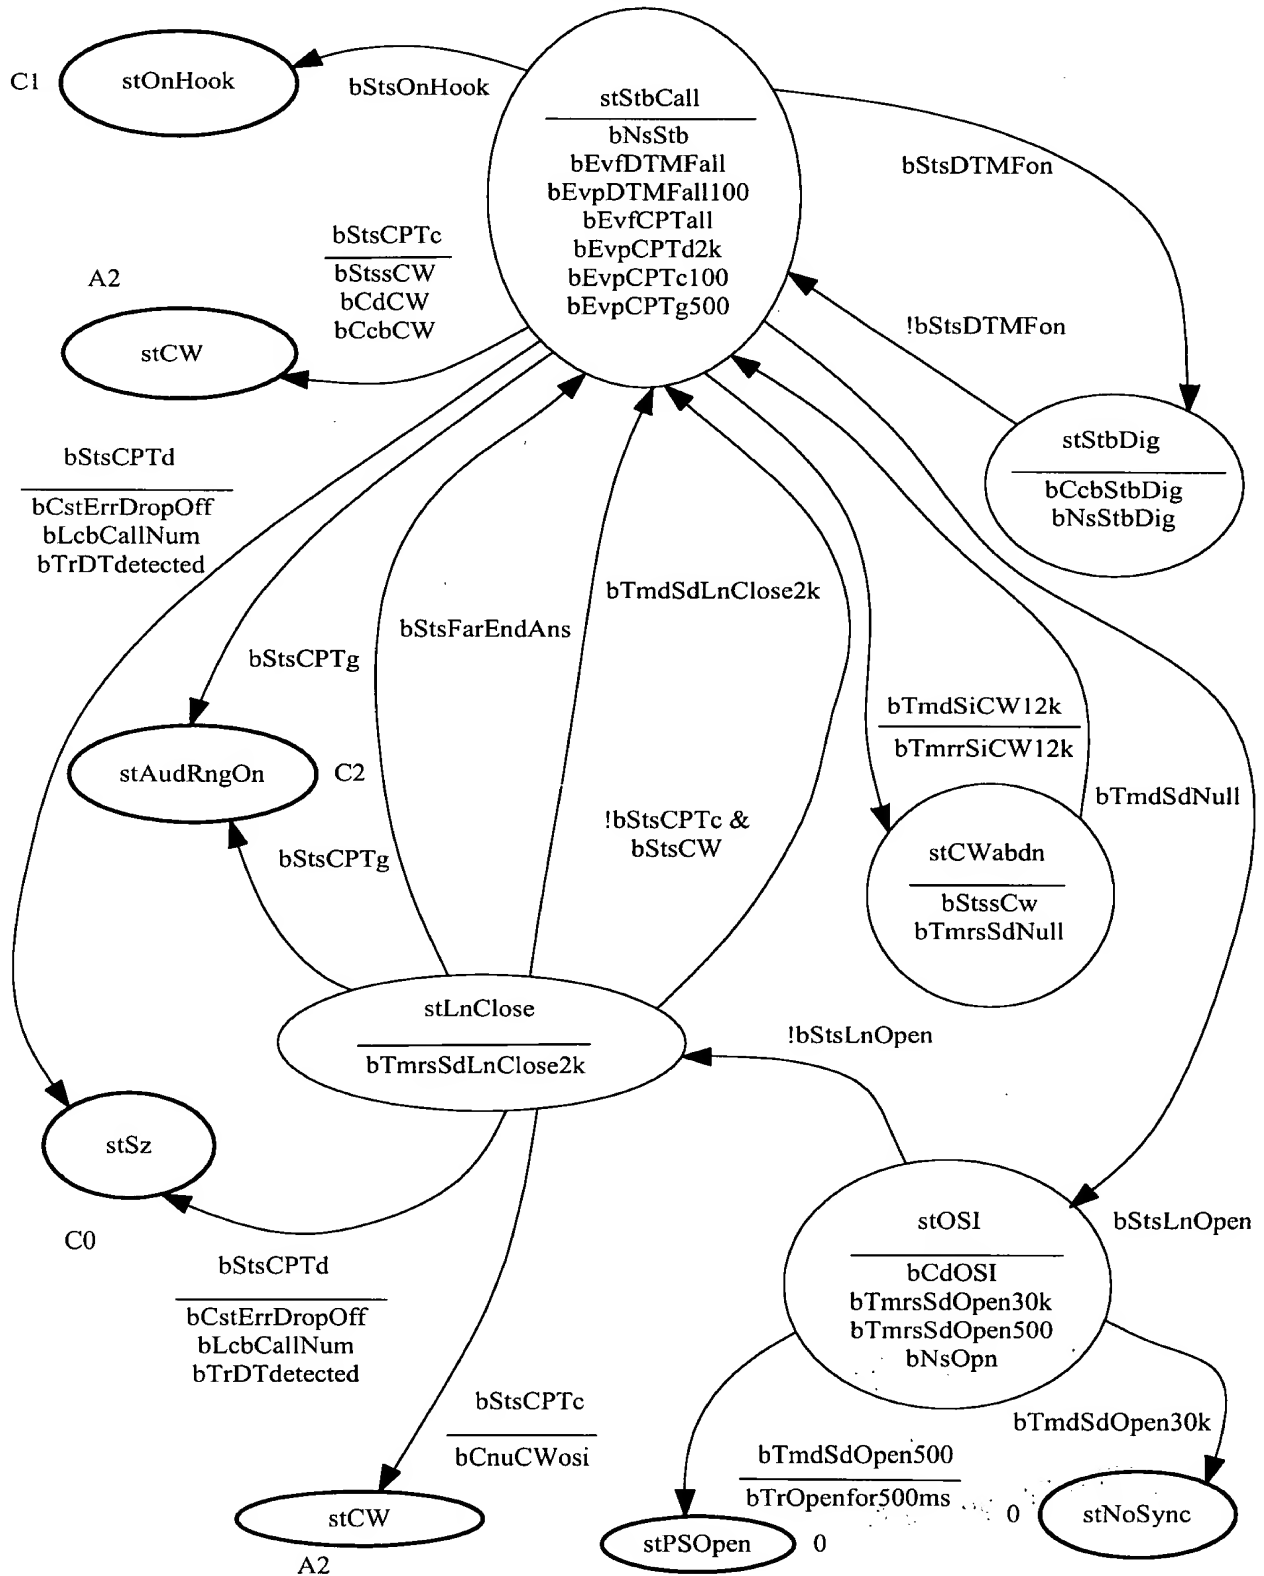 C1
stOnHook
bStsOnHook
stStbCall
bNsStb
bEvfDTMFall
bEvpDTMFall100
bEvfCPTall
bEvpCPTd2k
bEvpCPTc100
bEvpCPTg500
bStsDTMFon
bStsCPTc
bStssCW
bCdCW
bCcbCW
A2
stCW
!bStsDTMFon
stStbDig
bCcbStbDig
bNsStbDig
bStsCPTd
bCstErrDropOff
bLcbCallNum
bTrDTdetected
bTmdSdLnClose2k
bStsFarEndAns
bStsCPTg
bTmdSiCW12k
bTmrrSiCW12k
stAudRngOn
C2
bTmdSdNull
!bStsCPTc &
bStsCW
bStsCPTg
stCWabdn
bStssCw
bTmrsSdNull
stLnClose
bTmrsSdLnClose2k
!bStsLnOpen
stSz
C0
bStsLnOpen
stOSI
bCdOSI
bTmrsSdOpen30k
bTmrsSdOpen500
bNsOpn
bStsCPTd
bCstErrDropOff
bLcbCallNum
bTrDTdetected
bStsCPTc
bCnuCWosi
bTmdSdOpen30k
bTmdSdOpen500
bTrOpenfor500ms
stCW
A2
stPSOpen
0
0
stNoSync